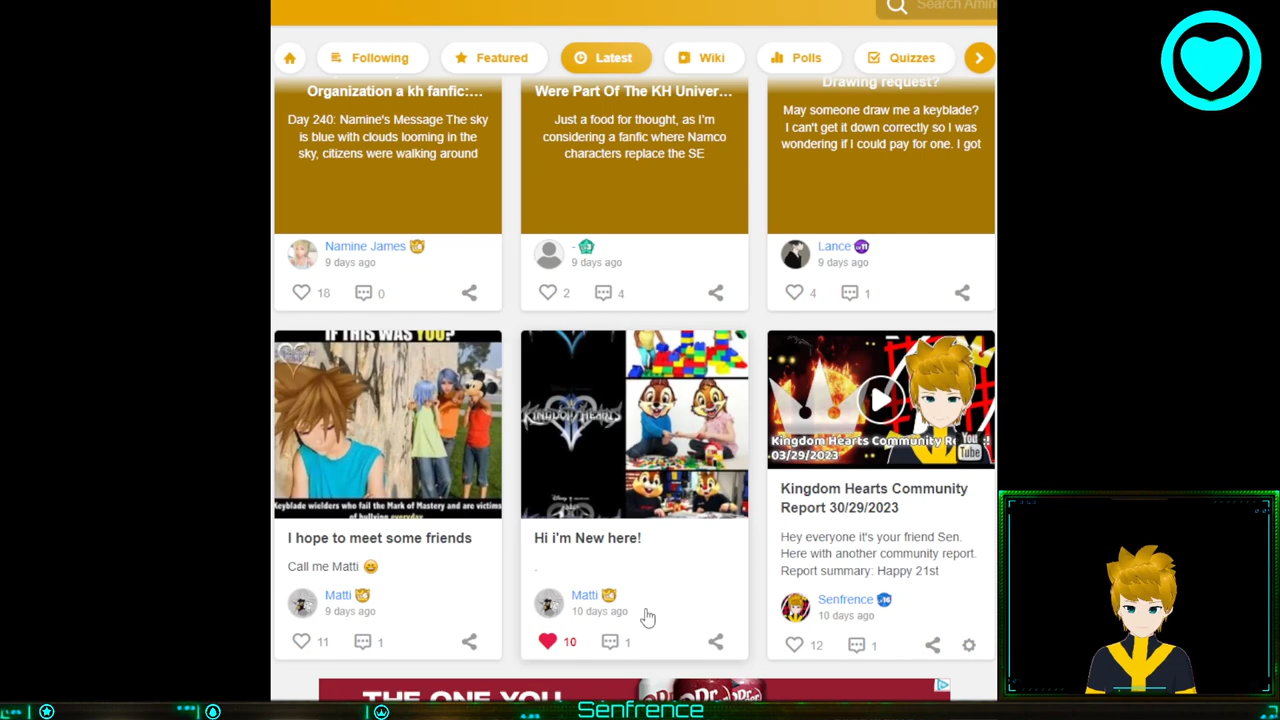 Search Amino
Following
Featured
Latest
Wiki
Polls
Quizzes
Organization a kh fanfic:...
Day 240: Namine's Message The sky
is blue with clouds looming in the
sky, citizens were walking around
Namine James
9 days ago
18
0
Were Part Of The KH Univer...
Just a food for thought, as I'm
considering a fanfic where Namco
characters replace the SE
-
9 days ago
2
4
Drawing request?
May someone draw me a keyblade?
I can't get it down correctly so I was
wondering if I could pay for one. I got
Lance
9 days ago
4
1
IF THIS WAS YOU?
Keyblade wielders who fail the Mark of Mastery and are victims
of bullying everyday
I hope to meet some friends
Call me Matti
Matti
9 days ago
11
1
KINGDOM HEARTS
Hi i'm New here!
.
Matti
10 days ago
10
1
Kingdom Hearts Community Re
03/29/2023
You
Tube
Kingdom Hearts Community
Report 30/29/2023
Hey everyone it's your friend Sen.
Here with another community report.
Report summary: Happy 21st
Senfrence
10 days ago
12
1
THE ONE YOU
Senfrence